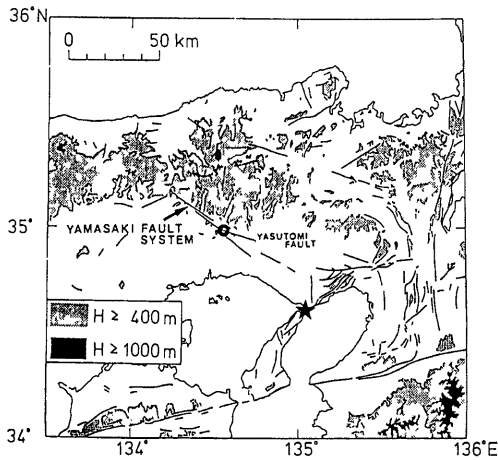 36°N
0 50 km
35°
YAMASAKI FAULT
SYSTEM
YASUTOMI
FAULT
H ≥ 400 m
H ≥ 1000 m
34°
134° 135° 136°E